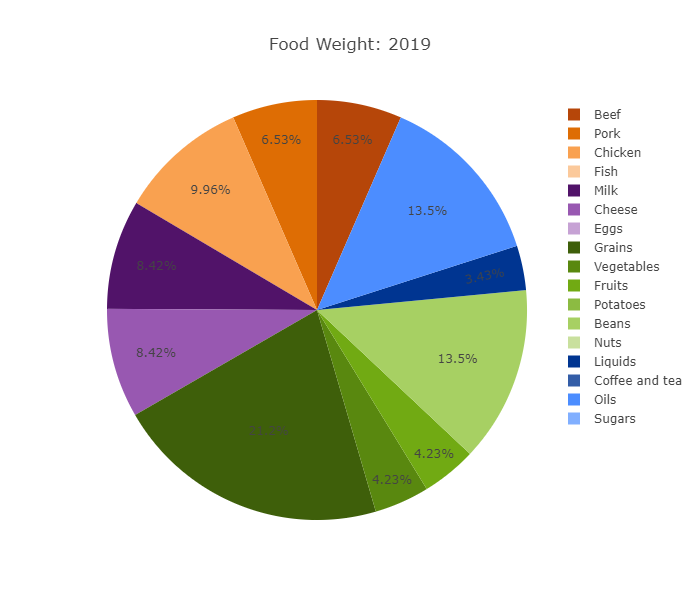 Food Weight: 2019
6.53%
6.53%
9.96%
13.5%
8.42%
3.43%
8.42%
13.5%
21.2%
4.23%
4.23%
Beef
Pork
Chicken
Fish
Milk
Cheese
Eggs
Grains
Vegetables
Fruits
Potatoes
Beans
Nuts
Liquids
Coffee and tea
Oils
Sugars